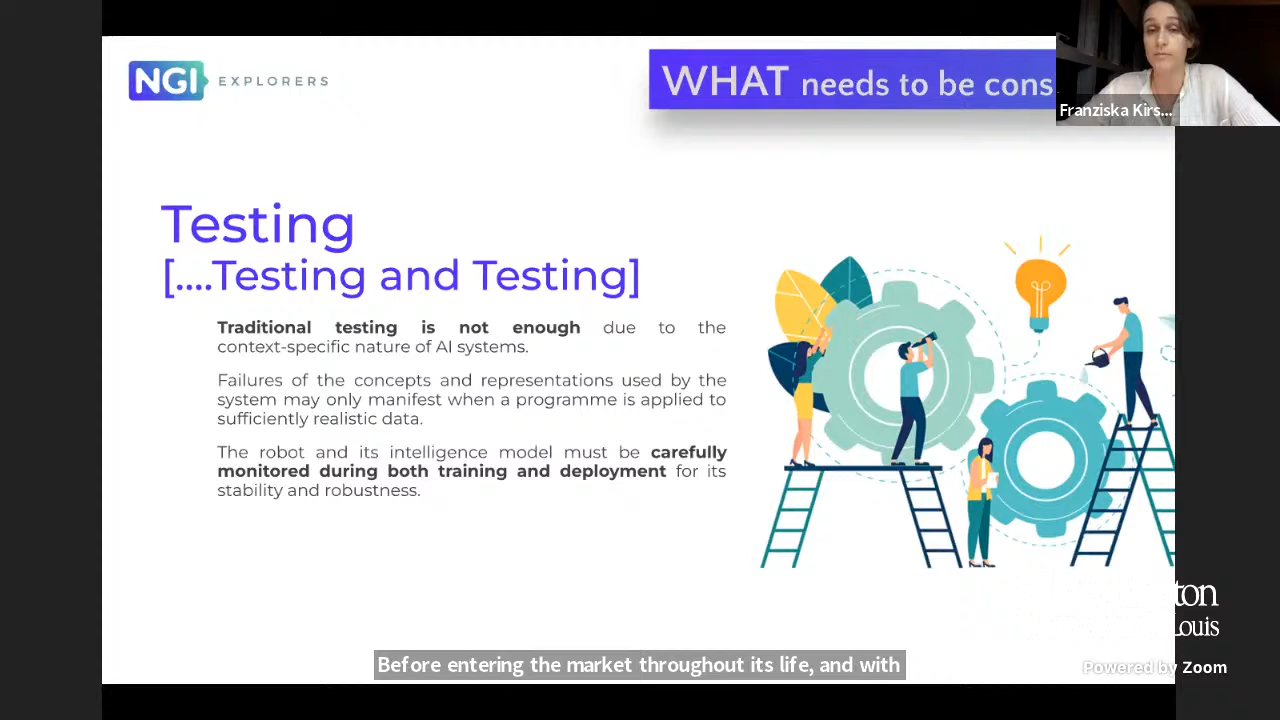 NGI EXPLORERS
WHAT needs to be cons
Franziska Kirs...
Testing
[....Testing and Testing]
Traditional testing is not enough due to the
context-specific nature of AI systems.
Failures of the concepts and representations used by the
system may only manifest when a programme is applied to
sufficiently realistic data.
The robot and its intelligence model must be carefully
monitored during both training and deployment for its
stability and robustness.
ton
Louis
Before entering the market throughout its life, and with
Powered by Zoom